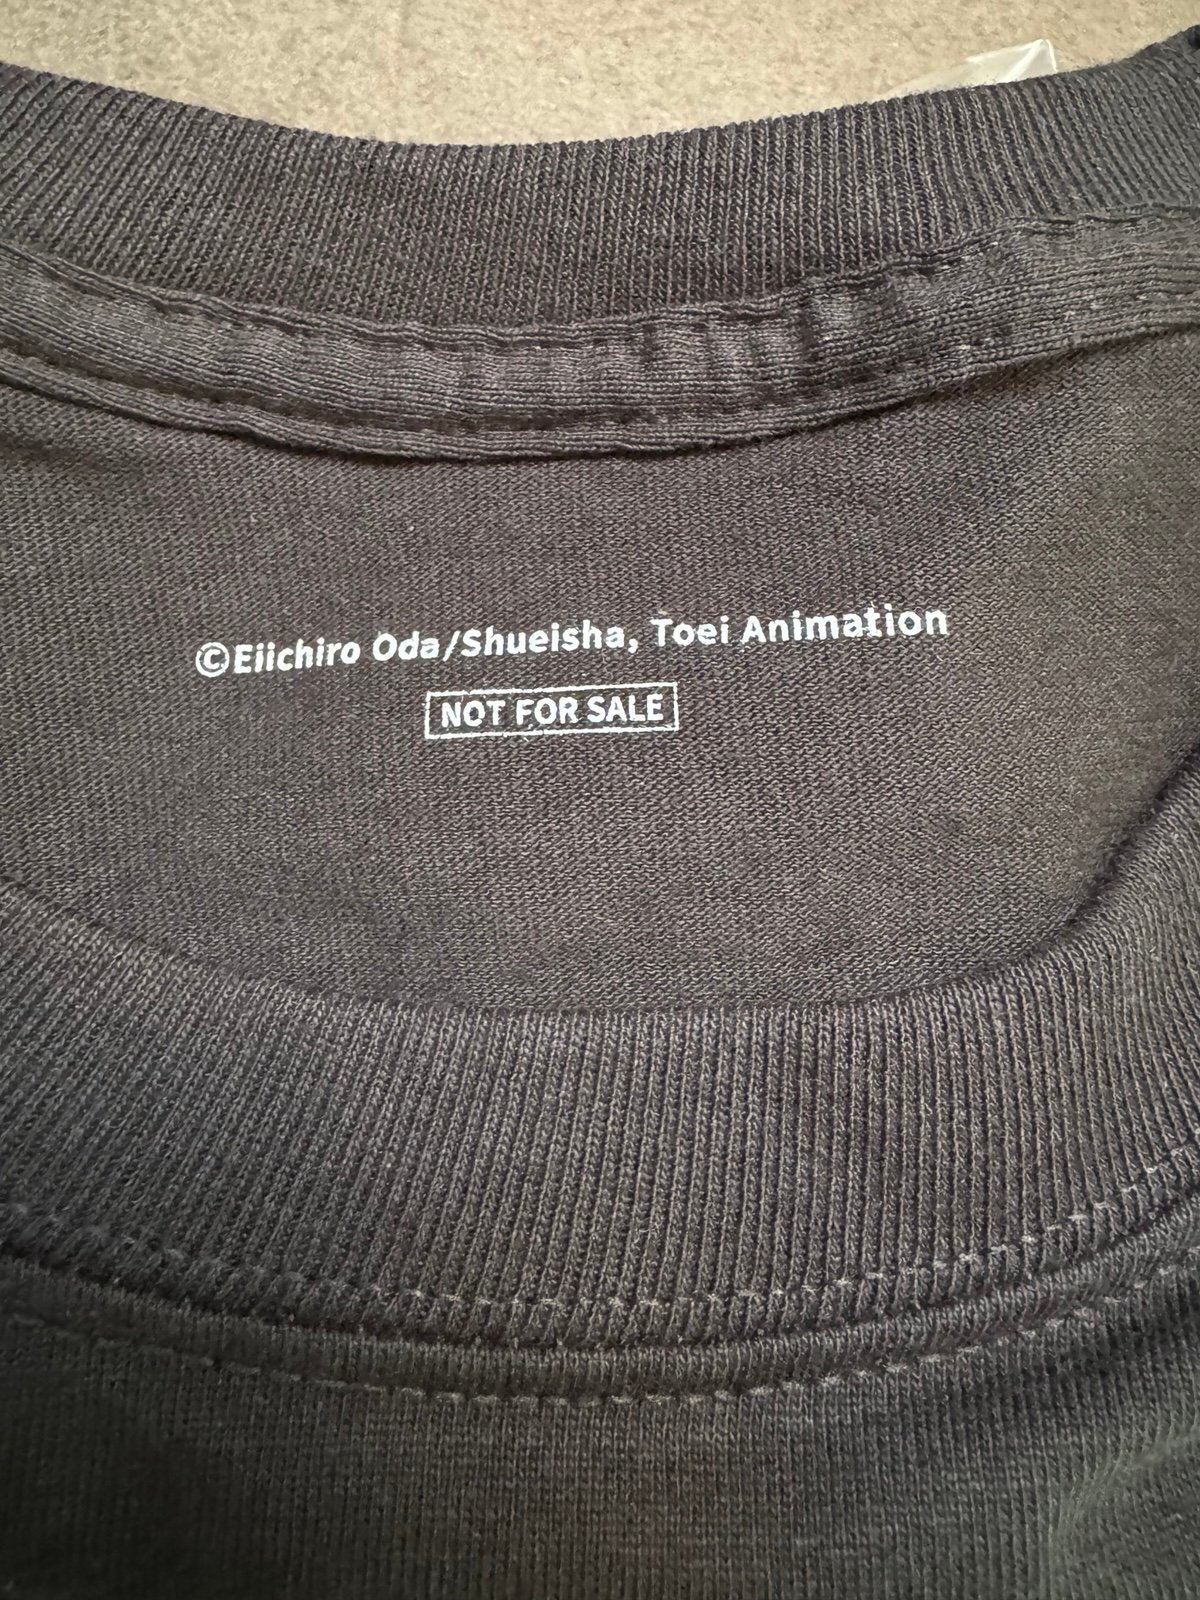 ©Eiichiro Oda/Shueisha, Toei Animation
NOT FOR SALE